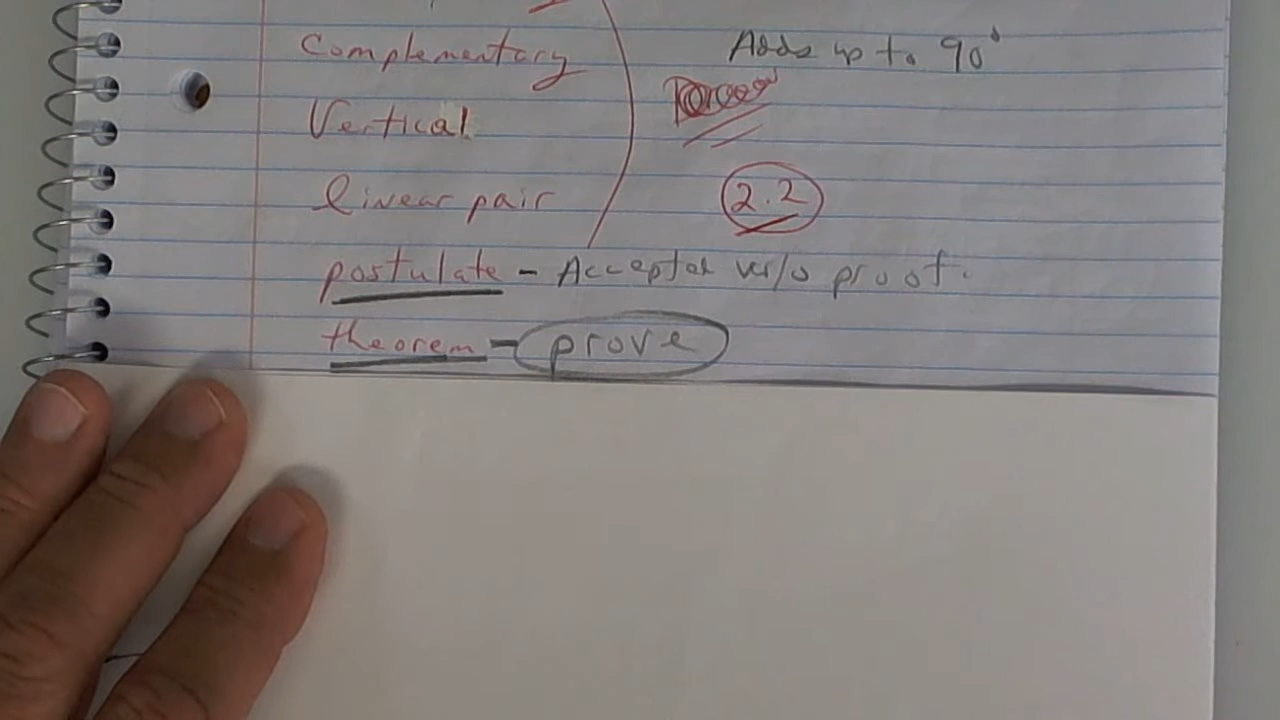 Complementary Adds up to 90°
Vertical
linear pair 2.2
postulate - Accepted w/o proof.
theorem - prove